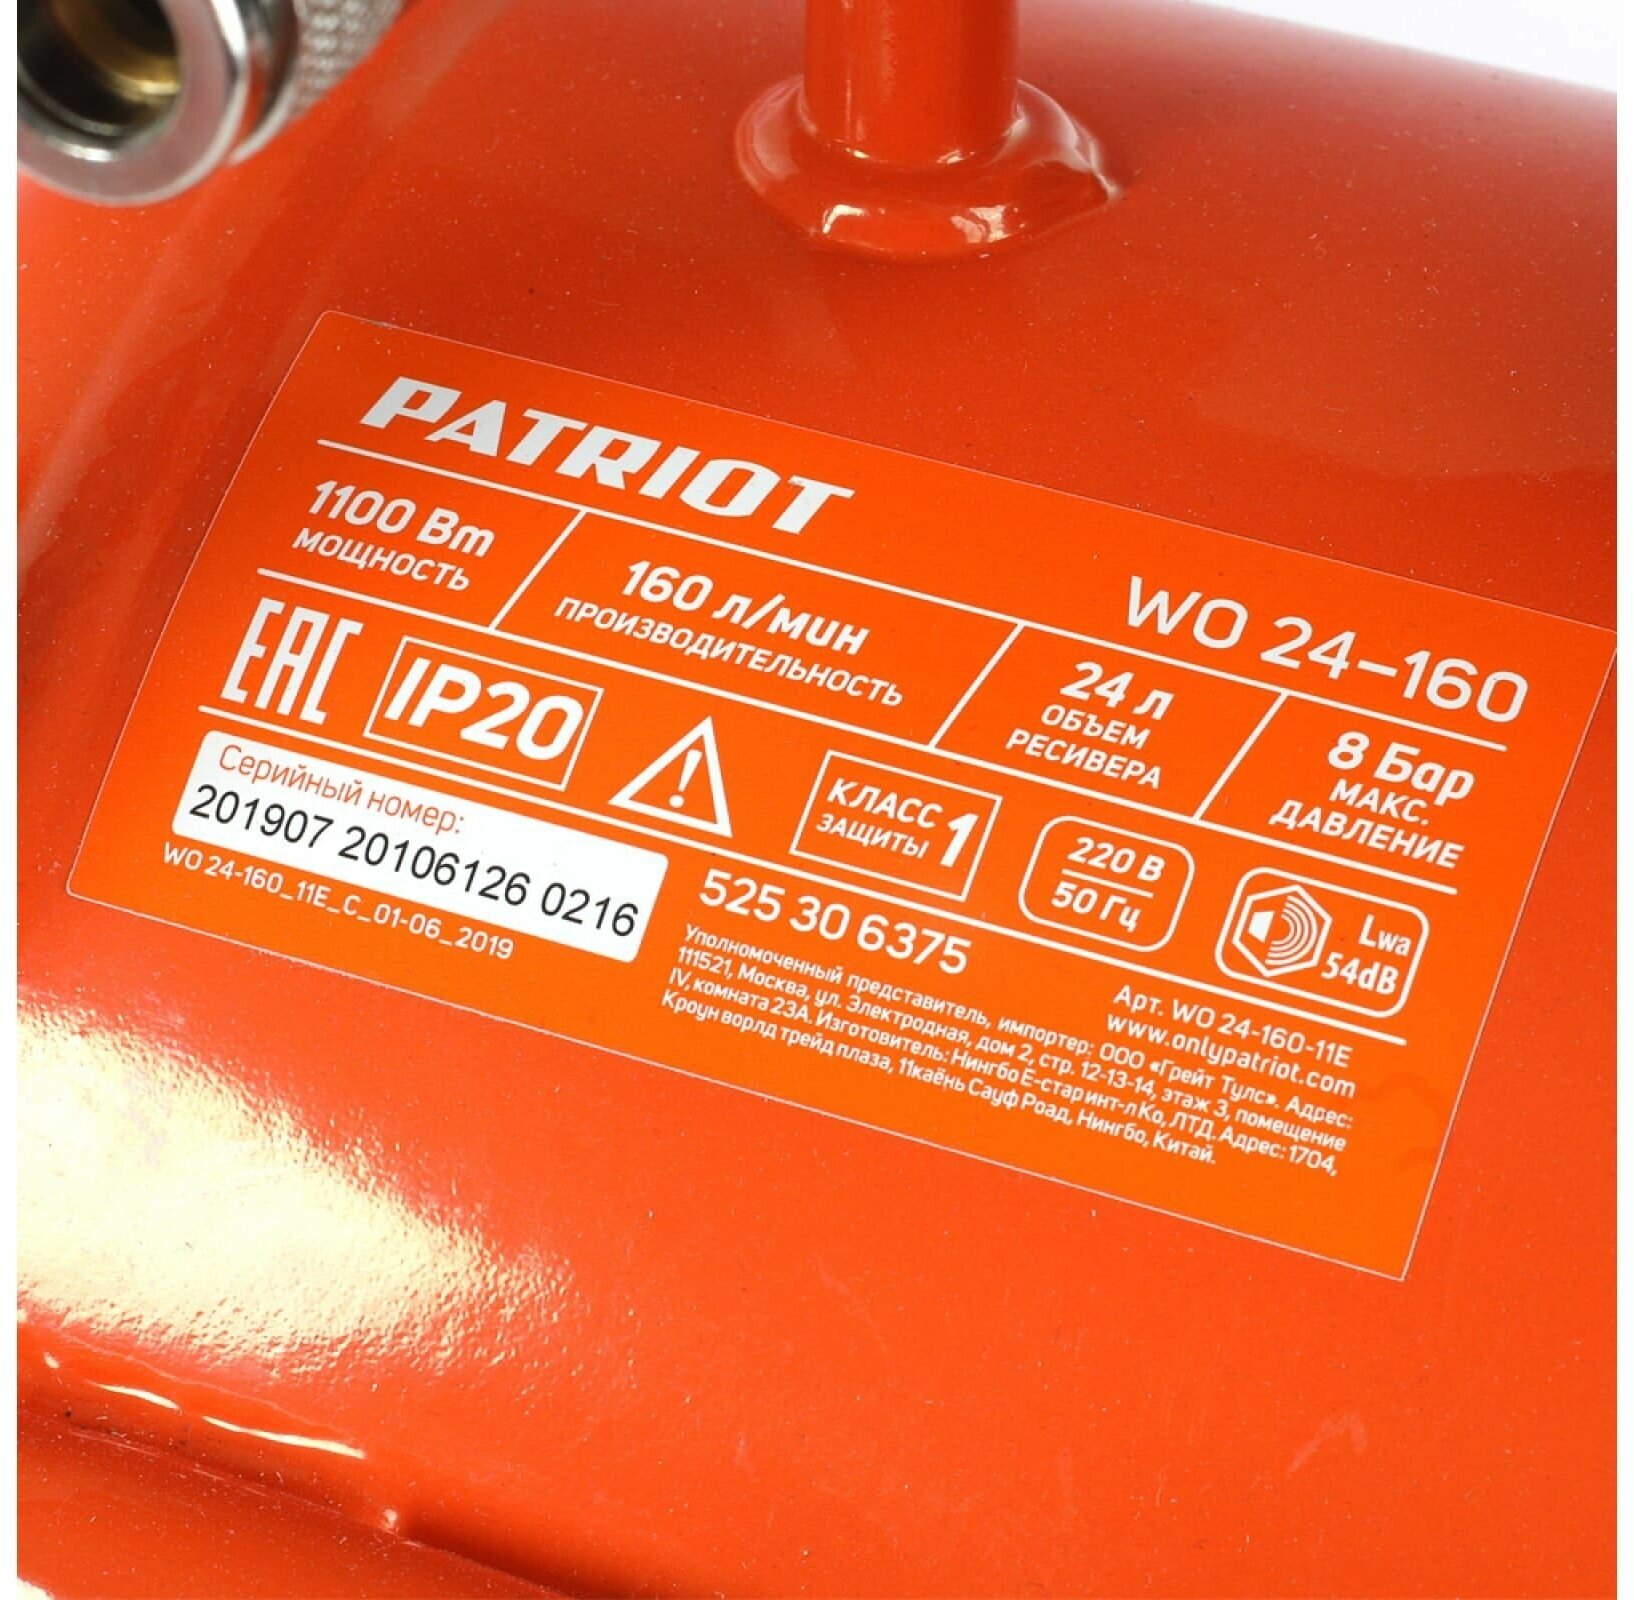 PATRIOT
WO 24-160
1100 Вт
МОЩНОСТЬ
160 л/мин
ПРОИЗВОДИТЕЛЬНОСТЬ
24 л
ОБЪЕМ
РЕСИВЕРА
8 Бар
МАКС.
ДАВЛЕНИЕ
EAC
IP20
КЛАСС
ЗАЩИТЫ
1
220 В
50 Гц
Lwa
54dB
Серийный номер:
201907 20106126 0216
WO 24-160_11E_C_01-06_2019
525 30 6375
Арт. WO 24-160-11E
www.onlypatriot.com
Уполномоченный представитель, импортер: ООО «Грейт Тулс». Адрес:
111521, Москва, ул. Электродная, дом 2, стр. 12-13-14, этаж 3, помещение
IV, комната 23А. Изготовитель: Нингбо Е-стар инт-л Ко, ЛТД. Адрес: 1704,
Кроун ворлд трейд плаза, 11каёнь Сауф Роад, Нингбо, Китай.